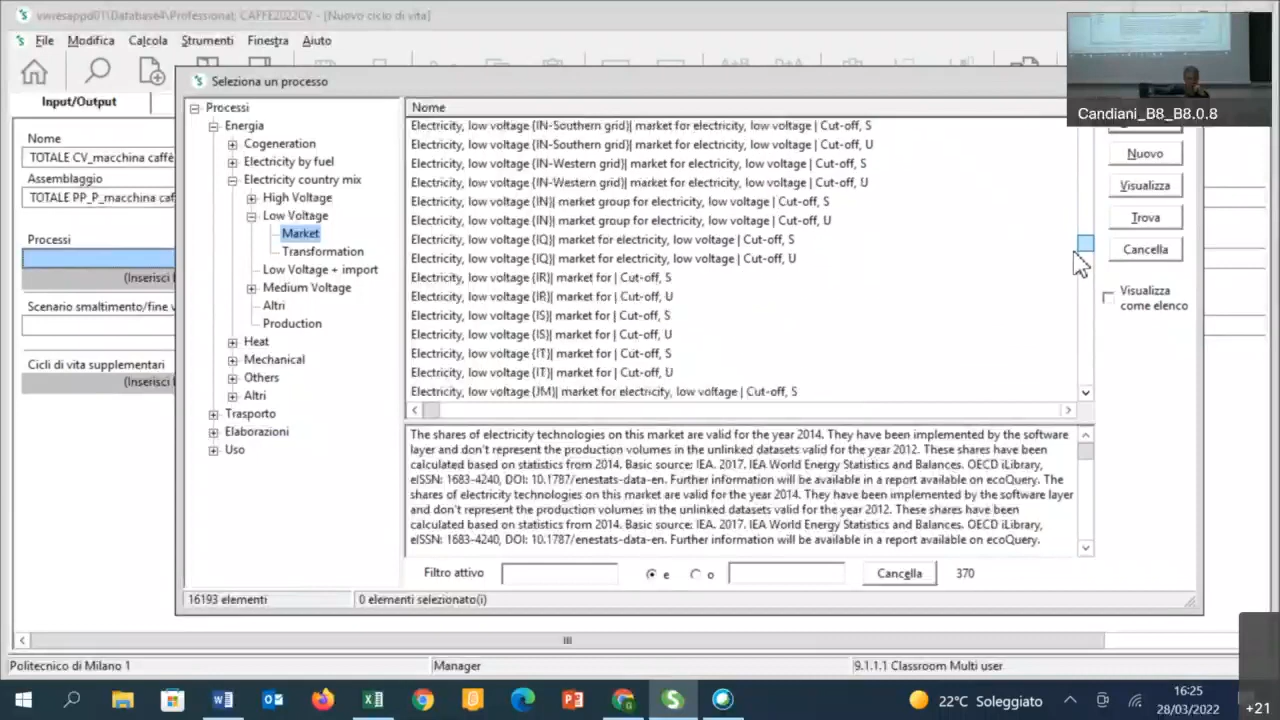 vwresappd01\Database4\Professional; CAFFE2022CV - [Nuovo ciclo di vita]
File Modifica Calcola Strumenti Finestra Aiuto
Seleziona un processo
Candiani_B8_B8.0.8
Input/Output
Nome
TOTALE CV_macchina caffè
Assemblaggio
TOTALE PP_P_macchina caf
Processi
(Inserisci
Scenario smaltimento/fine v
Cicli di vita supplementari
(Inserisci
Processi
Energia
Cogeneration
Electricity by fuel
Electricity country mix
High Voltage
Low Voltage
Market
Transformation
Low Voltage + import
Medium Voltage
Altri
Production
Heat
Mechanical
Others
Altri
Trasporto
Elaborazioni
Uso
Nome
Electricity, low voltage {IN-Southern grid}| market for electricity, low voltage | Cut-off, S
Electricity, low voltage {IN-Southern grid}| market for electricity, low voltage | Cut-off, U
Electricity, low voltage {IN-Western grid}| market for electricity, low voltage | Cut-off, S
Electricity, low voltage {IN-Western grid}| market for electricity, low voltage | Cut-off, U
Electricity, low voltage {IN}| market group for electricity, low voltage | Cut-off, S
Electricity, low voltage {IN}| market group for electricity, low voltage | Cut-off, U
Electricity, low voltage {IQ}| market for electricity, low voltage | Cut-off, S
Electricity, low voltage {IQ}| market for electricity, low voltage | Cut-off, U
Electricity, low voltage {IR}| market for | Cut-off, S
Electricity, low voltage {IR}| market for | Cut-off, U
Electricity, low voltage {IS}| market for | Cut-off, S
Electricity, low voltage {IS}| market for | Cut-off, U
Electricity, low voltage {IT}| market for | Cut-off, S
Electricity, low voltage {IT}| market for | Cut-off, U
Electricity, low voltage {JM}| market for electricity, low voltage | Cut-off, S
The shares of electricity technologies on this market are valid for the year 2014. They have been implemented by the software
layer and don't represent the production volumes in the unlinked datasets valid for the year 2012. These shares have been
calculated based on statistics from 2014. Basic source: IEA. 2017. IEA World Energy Statistics and Balances. OECD iLibrary,
eISSN: 1683-4240, DOI: 10.1787/enestats-data-en. Further information will be available in a report available on ecoQuery. The
shares of electricity technologies on this market are valid for the year 2014. They have been implemented by the software layer
and don't represent the production volumes in the unlinked datasets valid for the year 2012. These shares have been
calculated based on statistics from 2014. Basic source: IEA. 2017. IEA World Energy Statistics and Balances. OECD iLibrary,
eISSN: 1683-4240, DOI: 10.1787/enestats-data-en. Further information will be available in a report available on ecoQuery.
Nuovo
Visualizza
Trova
Cancella
Visualizza
come elenco
Filtro attivo e o Cancella 370
16193 elementi 0 elementi selezionato(i)
Politecnico di Milano 1 Manager 9.1.1.1 Classroom Multi user
22°C Soleggiato
16:25
28/03/2022
+21